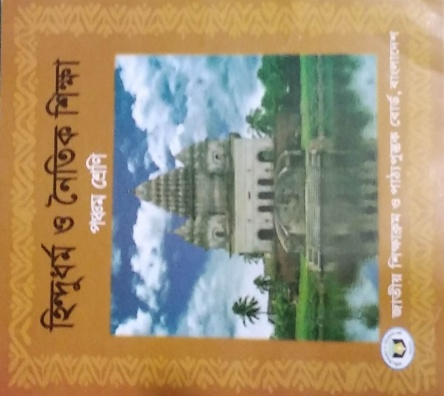 হিন্দুধর্ম ও নৈতিক শিক্ষা
পঞ্চম শ্রেণি
জাতীয় শিক্ষাক্রম ও পাঠ্যপুস্তক বোর্ড, বাংলাদেশ